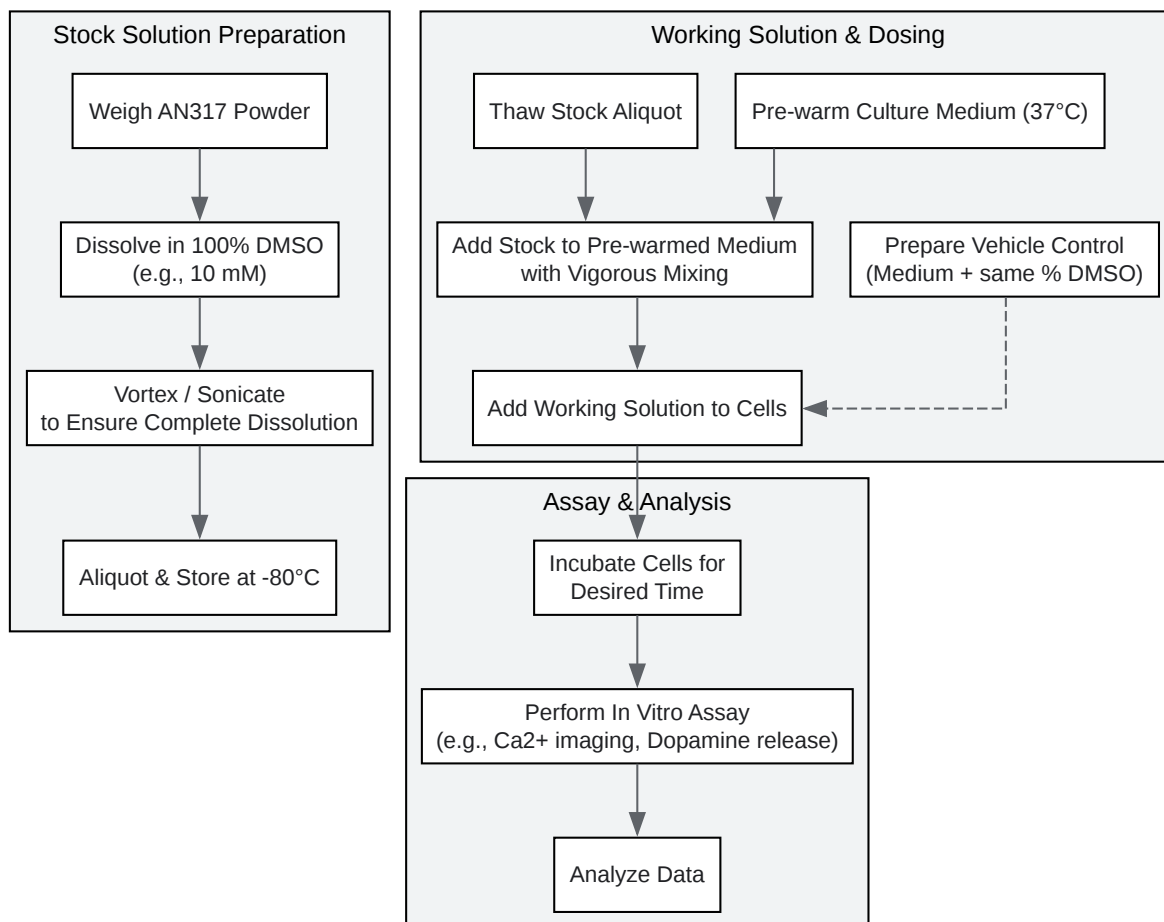 Stock Solution Preparation
Weigh AN317 Powder
Dissolve in 100% DMSO
(e.g., 10 mM)
Vortex / Sonicate
to Ensure Complete Dissolution
Aliquot & Store at -80°C
Working Solution & Dosing
Thaw Stock Aliquot
Pre-warm Culture Medium (37°C)
Add Stock to Pre-warmed Medium
with Vigorous Mixing
Prepare Vehicle Control
(Medium + same % DMSO)
Add Working Solution to Cells
Assay & Analysis
Incubate Cells for
Desired Time
Perform In Vitro Assay
(e.g., Ca2+ imaging, Dopamine release)
Analyze Data